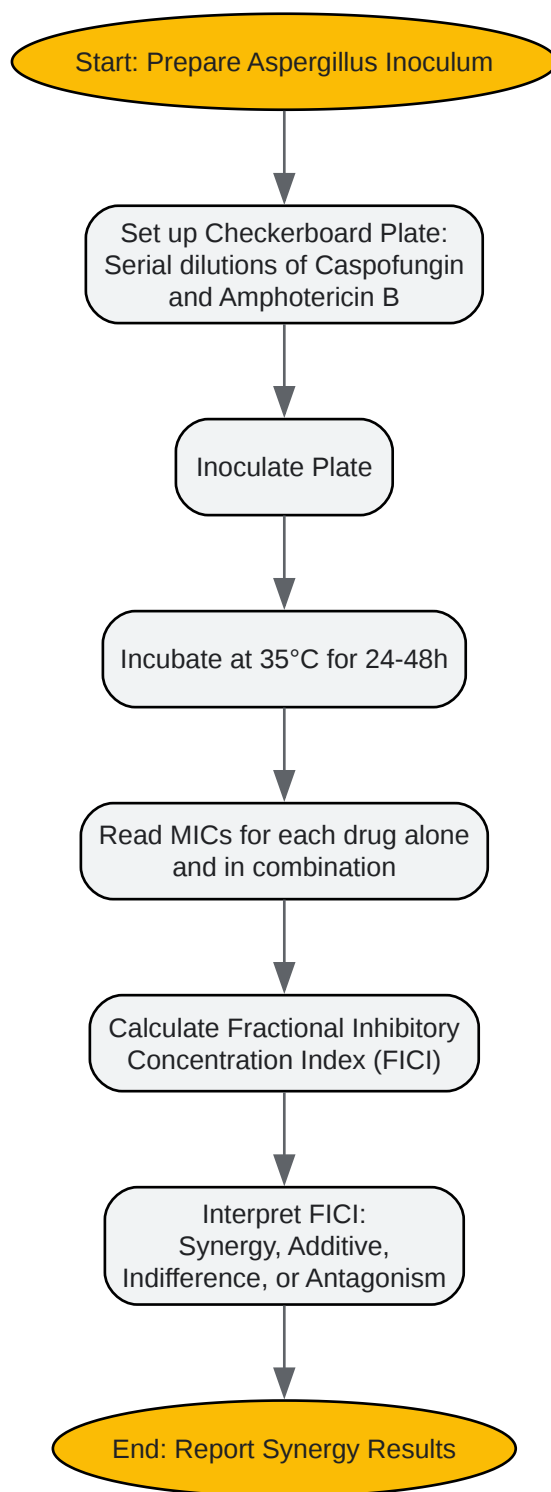 Start: Prepare Aspergillus Inoculum
Set up Checkerboard Plate:
Serial dilutions of Caspofungin
and Amphotericin B
Inoculate Plate
Incubate at 35°C for 24-48h
Read MICs for each drug alone
and in combination
Calculate Fractional Inhibitory
Concentration Index (FICI)
Interpret FICI:
Synergy, Additive,
Indifference, or Antagonism
End: Report Synergy Results